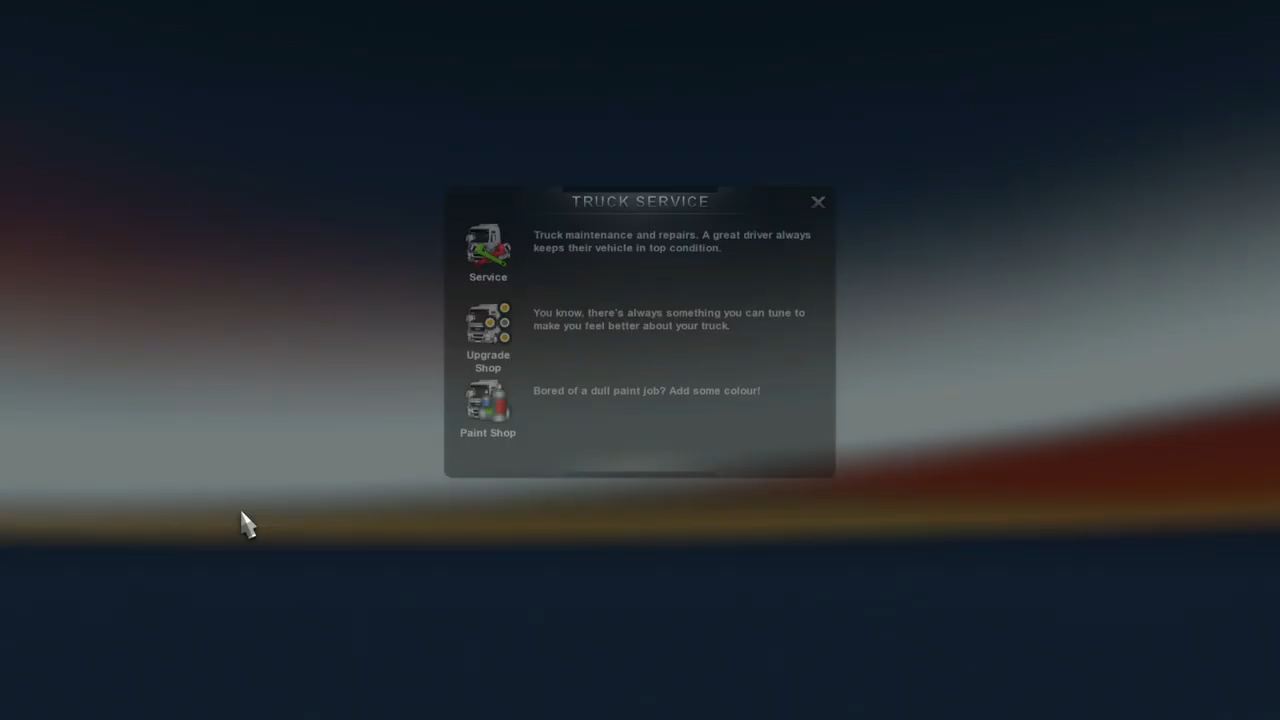 TRUCK SERVICE
Truck maintenance and repairs. A great driver always
keeps their vehicle in top condition.
Service
You know, there's always something you can tune to
make you feel better about your truck.
Upgrade
Shop
Bored of a dull paint job? Add some colour!
Paint Shop